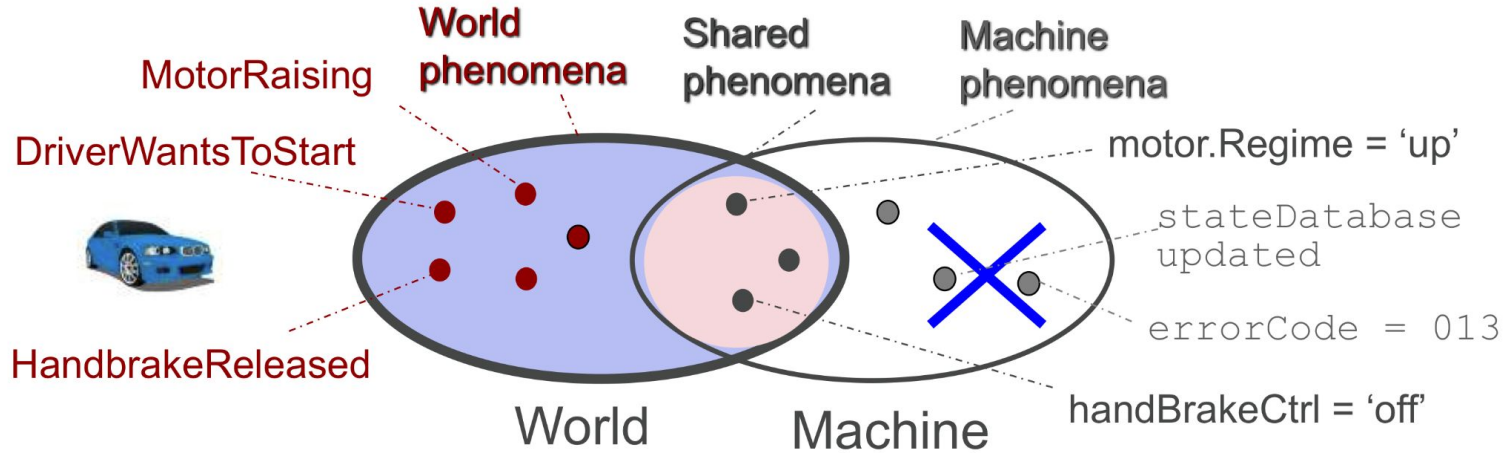 World
phenomena
Shared
phenomena
Machine
phenomena
MotorRaising
DriverWantsToStart
HandbrakeReleased
motor.Regime = ‘up’
stateDatabase
updated
errorCode = 013
handBrakeCtrl = ‘off’
World
Machine